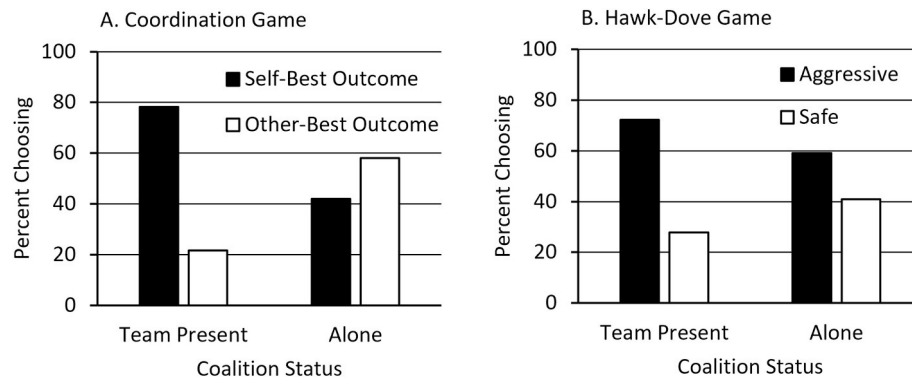 A. Coordination Game
100
80
60
40
20
0
Percent Choosing
Self-Best Outcome
Other-Best Outcome
Team Present
Alone
Coalition Status
B. Hawk-Dove Game
100
80
60
40
20
0
Percent Choosing
Aggressive
Safe
Team Present
Alone
Coalition Status